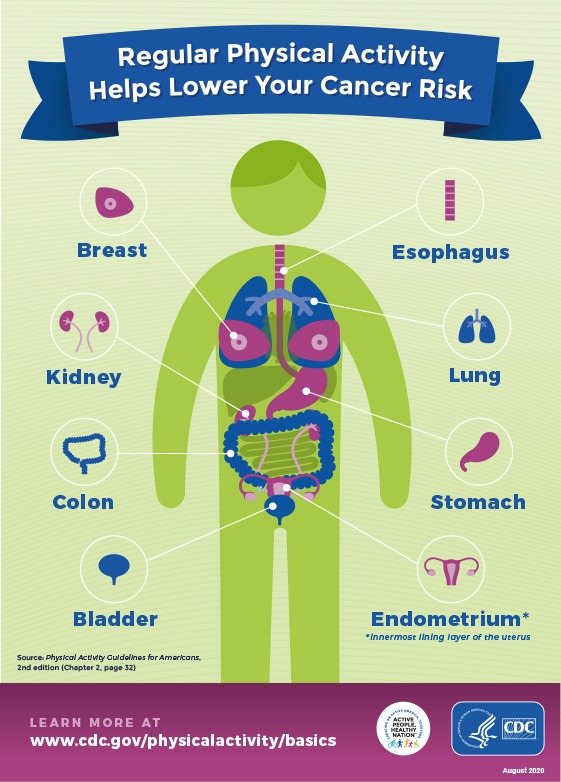 Regular Physical Activity
Helps Lower Your Cancer Risk
Breast
Esophagus
Kidney
Lung
Colon
Stomach
Bladder
Endometrium*
*Innermost lining layer of the uterus
Source: Physical Activity Guidelines for Americans,
2nd edition (Chapter 2, page 32)
LEARN MORE AT
www.cdc.gov/physicalactivity/basics
ACTIVE
PEOPLE,
HEALTHY
NATION
CDC
August 2020